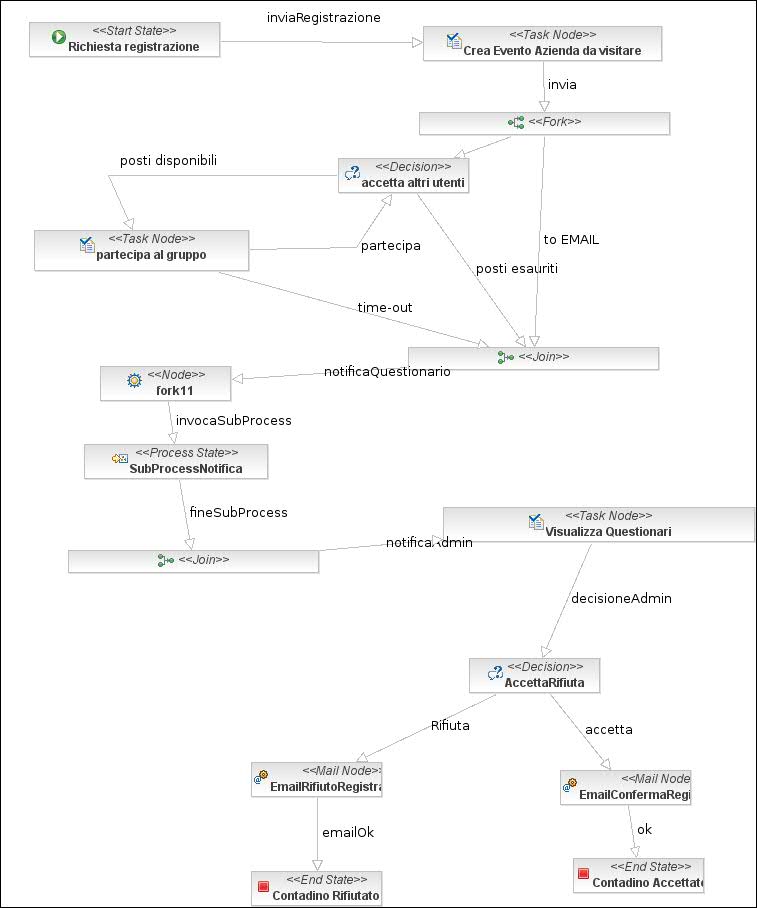 inviaRegistrazione
<<Start State>>
Richiesta registrazione
<<Task Node>>
Crea Evento Azienda da visitare
invia
<<Fork>>
posti disponibili
<<Decision>>
accetta altri utenti
<<Task Node>>
partecipa al gruppo
partecipa
to EMAIL
posti esauriti
time-out
<<Join>>
notificaQuestionario
<<Node>>
fork11
invocaSubProcess
<<Process State>>
SubProcessNotifica
fineSubProcess
<<Task Node>>
Visualizza Questionari
notificaAdmin
<<Join>>
decisioneAdmin
<<Decision>>
AccettaRifiuta
Rifiuta
accetta
<<Mail Node>>
EmailRifiutoRegistra
<<Mail Node
EmailConfermaRegi
emailOk
ok
<<End State>>
Contadino Rifiutato
<<End State>>
Contadino Accettato